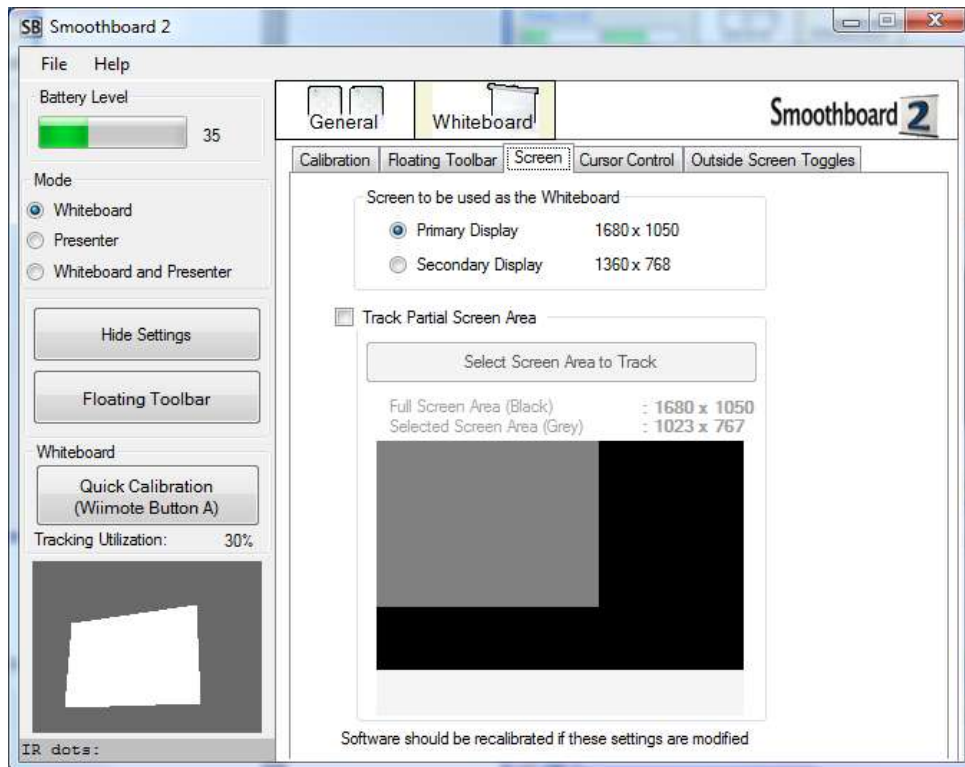 SB Smoothboard 2
File Help
Battery Level
35
Mode
Whiteboard
Presenter
Whiteboard and Presenter
Hide Settings
Floating Toolbar
Whiteboard
Quick Calibration
(Wiimote Button A)
Tracking Utilization: 30%
IR dots:
General Whiteboard
Smoothboard 2
Calibration Floating Toolbar Screen Cursor Control Outside Screen Toggles
Screen to be used as the Whiteboard
Primary Display 1680 x 1050
Secondary Display 1360 x 768
Track Partial Screen Area
Select Screen Area to Track
Full Screen Area (Black) : 1680 x 1050
Selected Screen Area (Grey) : 1023 x 767
Software should be recalibrated if these settings are modified